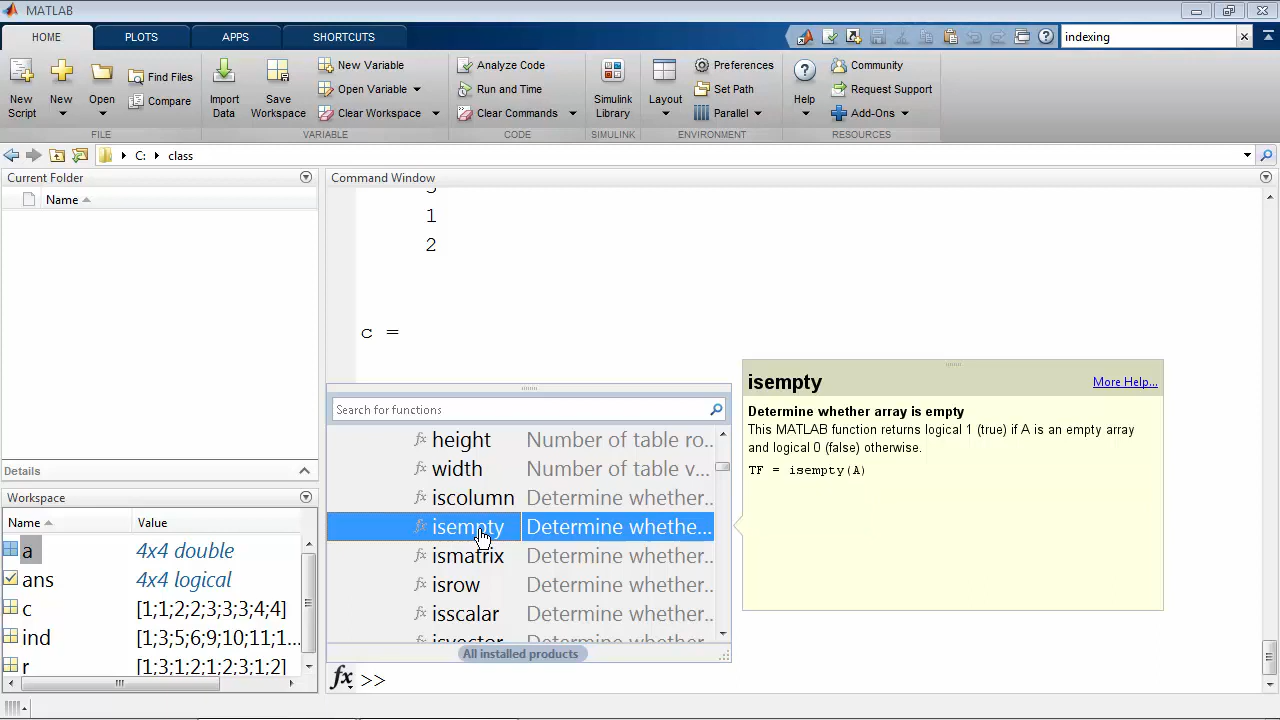 MATLAB
HOME PLOTS APPS SHORTCUTS indexing
New Script
New
Open
Find Files
Compare
FILE
Import Data
Save Workspace
New Variable
Open Variable
Clear Workspace
VARIABLE
Analyze Code
Run and Time
Clear Commands
CODE
Simulink Library
SIMULINK
Layout
Preferences
Set Path
Parallel
ENVIRONMENT
Help
Community
Request Support
Add-Ons
RESOURCES
C: class
Current Folder
Name
Details
Workspace
Name Value
a 4x4 double
ans 4x4 logical
c [1;1;2;2;3;3;3;4;4]
ind [1;3;5;6;9;10;11;1...
r [1;3;1;2;1;2;3;1;2]
Command Window
1
2
c =
Search for functions
height Number of table ro...
width Number of table v...
iscolumn Determine whether...
isempty Determine whethe...
ismatrix Determine whether...
isrow Determine whether...
isscalar Determine whether...
isvector Determine whether...
All installed products
fx >>
isempty More Help...
Determine whether array is empty
This MATLAB function returns logical 1 (true) if A is an empty array
and logical 0 (false) otherwise.
TF = isempty(A)